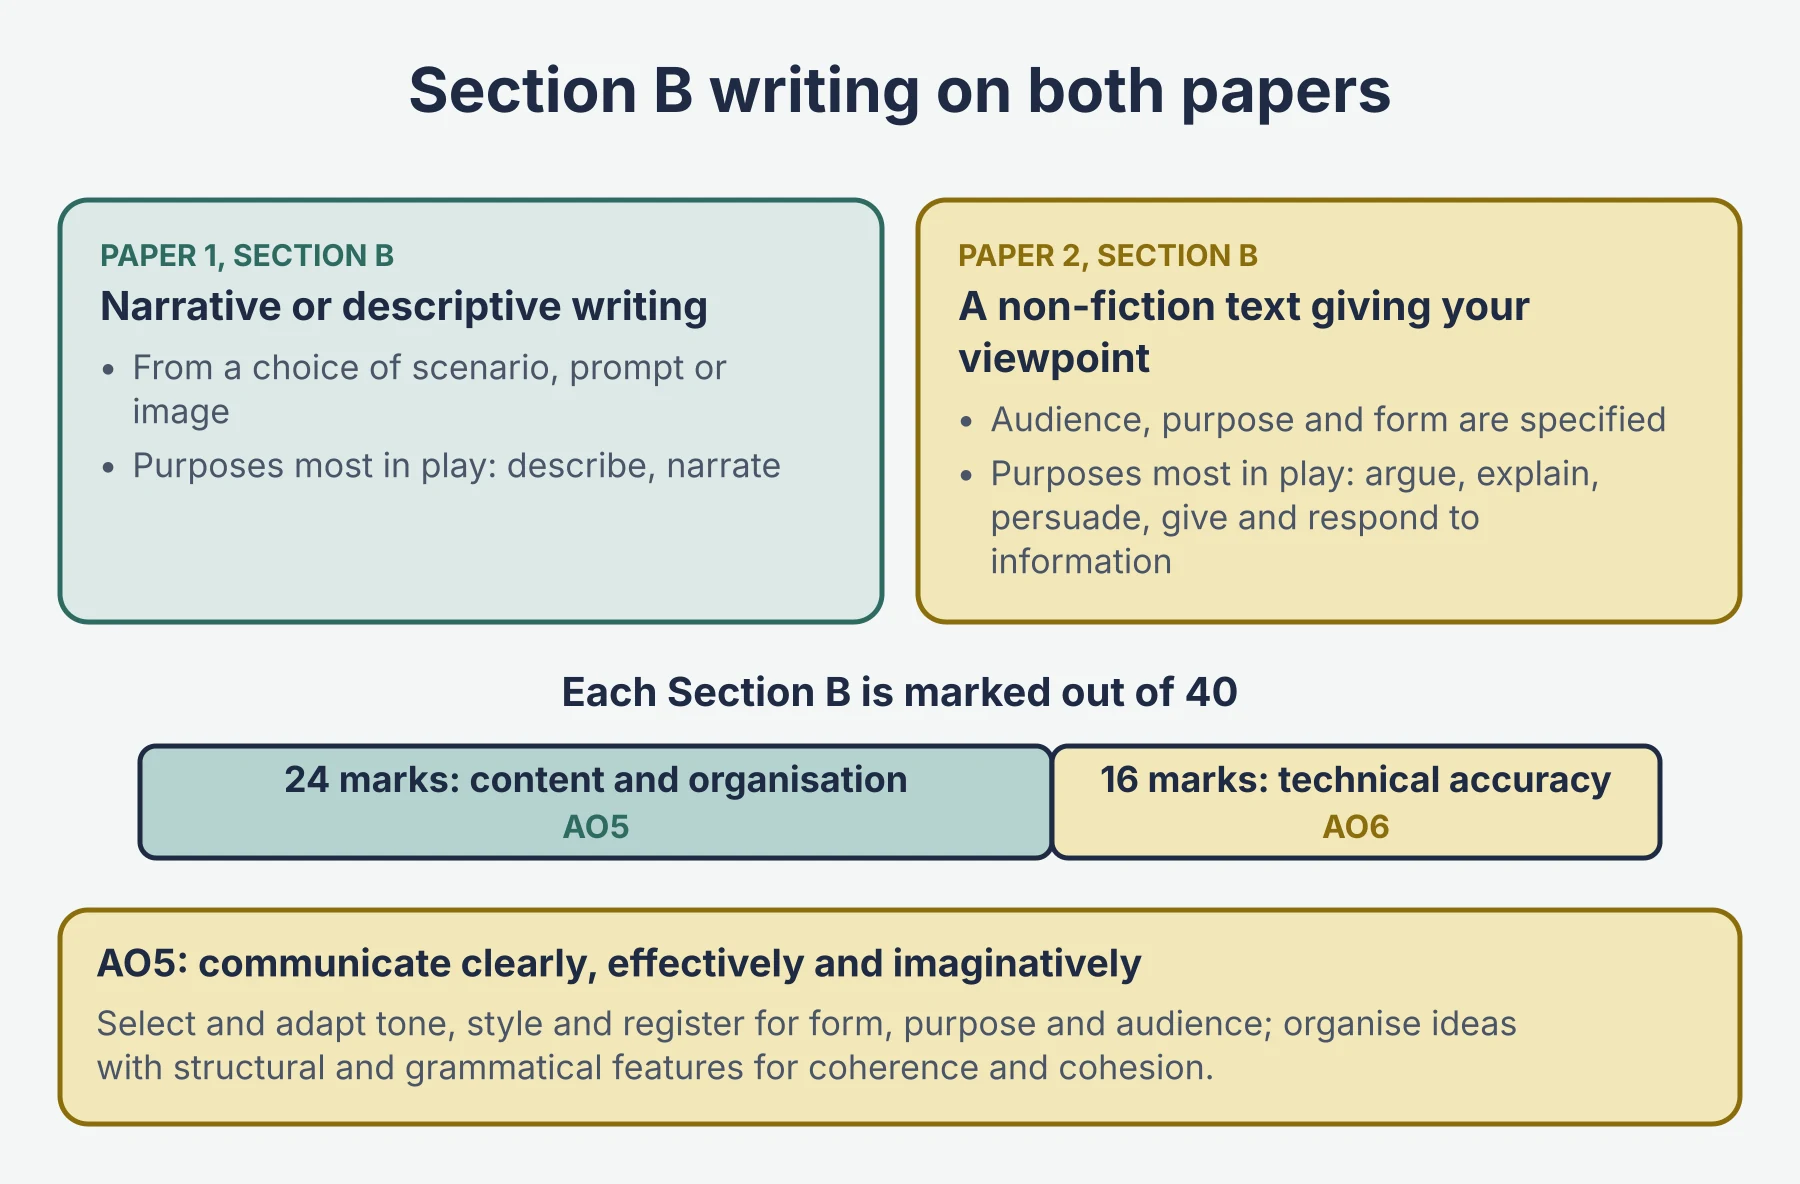 Section B writing on both papers
PAPER 1, SECTION B
Narrative or descriptive writing
• From a choice of scenario, prompt or
image
• Purposes most in play: describe, narrate
PAPER 2, SECTION B
A non-fiction text giving your
viewpoint
• Audience, purpose and form are specified
• Purposes most in play: argue, explain,
persuade, give and respond to
information
Each Section B is marked out of 40
24 marks: content and organisation
AO5
16 marks: technical accuracy
AO6
AO5: communicate clearly, effectively and imaginatively
Select and adapt tone, style and register for form, purpose and audience; organise ideas
with structural and grammatical features for coherence and cohesion.